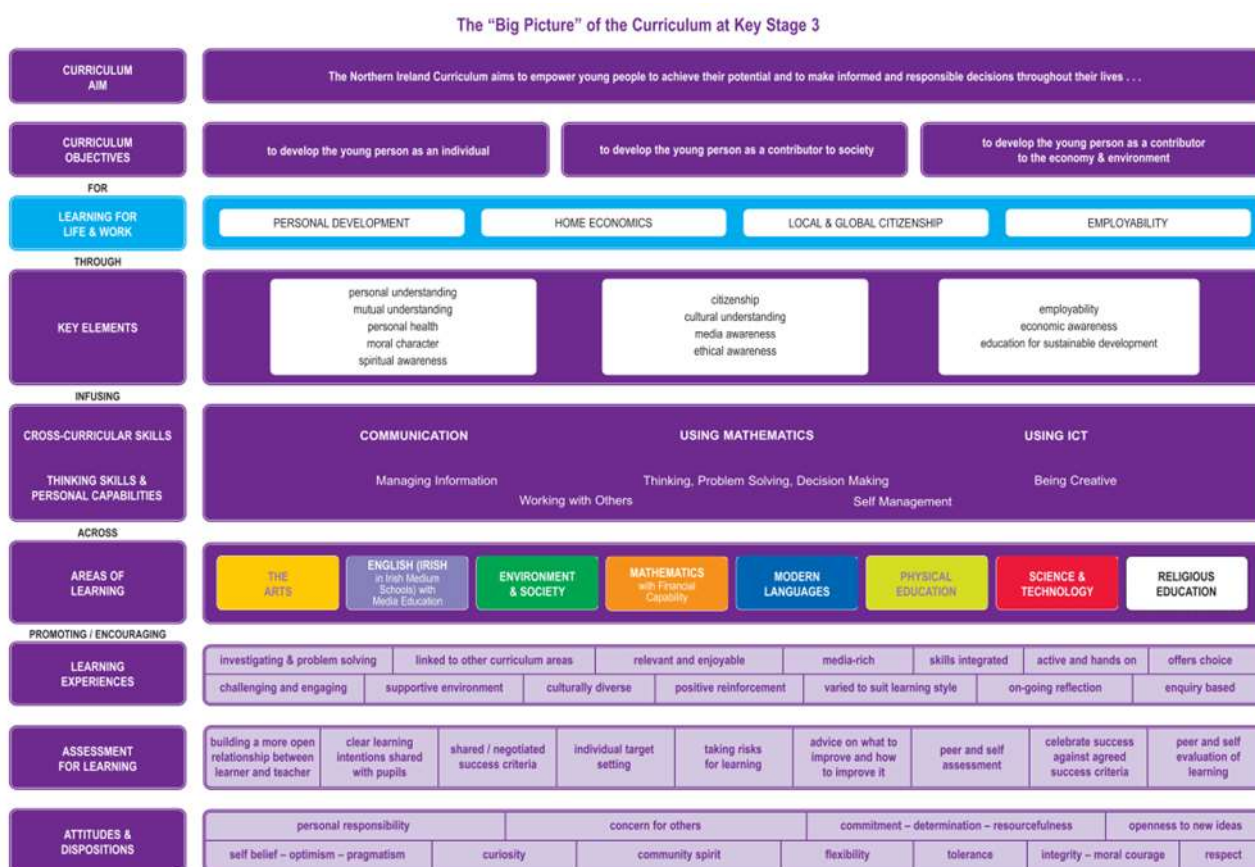 The “Big Picture” of the Curriculum at Key Stage 3
CURRICULUM
AIM
The Northern Ireland Curriculum aims to empower young people to achieve their potential and to make informed and responsible decisions throughout their lives . . .
CURRICULUM
OBJECTIVES
to develop the young person as an individual
to develop the young person as a contributor to society
to develop the young person as a contributor
to the economy & environment
FOR
LEARNING FOR
LIFE & WORK
PERSONAL DEVELOPMENT
HOME ECONOMICS
LOCAL & GLOBAL CITIZENSHIP
EMPLOYABILITY
THROUGH
KEY ELEMENTS
personal understanding
mutual understanding
personal health
moral character
spiritual awareness
citizenship
cultural understanding
media awareness
ethical awareness
employability
economic awareness
education for sustainable development
INFUSING
CROSS-CURRICULAR SKILLS
COMMUNICATION
USING MATHEMATICS
USING ICT
THINKING SKILLS &
PERSONAL CAPABILITIES
Managing Information
Thinking, Problem Solving, Decision Making
Being Creative
Working with Others
Self Management
ACROSS
AREAS OF
LEARNING
THE
ARTS
ENGLISH (IRISH
in Irish Medium
Schools) with
Media Education
ENVIRONMENT
& SOCIETY
MATHEMATICS
with Financial
Capability
MODERN
LANGUAGES
PHYSICAL
EDUCATION
SCIENCE &
TECHNOLOGY
RELIGIOUS
EDUCATION
PROMOTING / ENCOURAGING
LEARNING
EXPERIENCES
investigating & problem solving
linked to other curriculum areas
relevant and enjoyable
media-rich
skills integrated
active and hands on
offers choice
challenging and engaging
supportive environment
culturally diverse
positive reinforcement
varied to suit learning style
on-going reflection
enquiry based
ASSESSMENT
FOR LEARNING
building a more open
relationship between
learner and teacher
clear learning
intentions shared
with pupils
shared / negotiated
success criteria
individual target
setting
taking risks
for learning
advice on what to
improve and how
to improve it
peer and self
assessment
celebrate success
against agreed
success criteria
peer and self
evaluation of
learning
ATTITUDES &
DISPOSITIONS
personal responsibility
concern for others
commitment – determination – resourcefulness
openness to new ideas
self belief – optimism – pragmatism
curiosity
community spirit
flexibility
tolerance
integrity – moral courage
respect